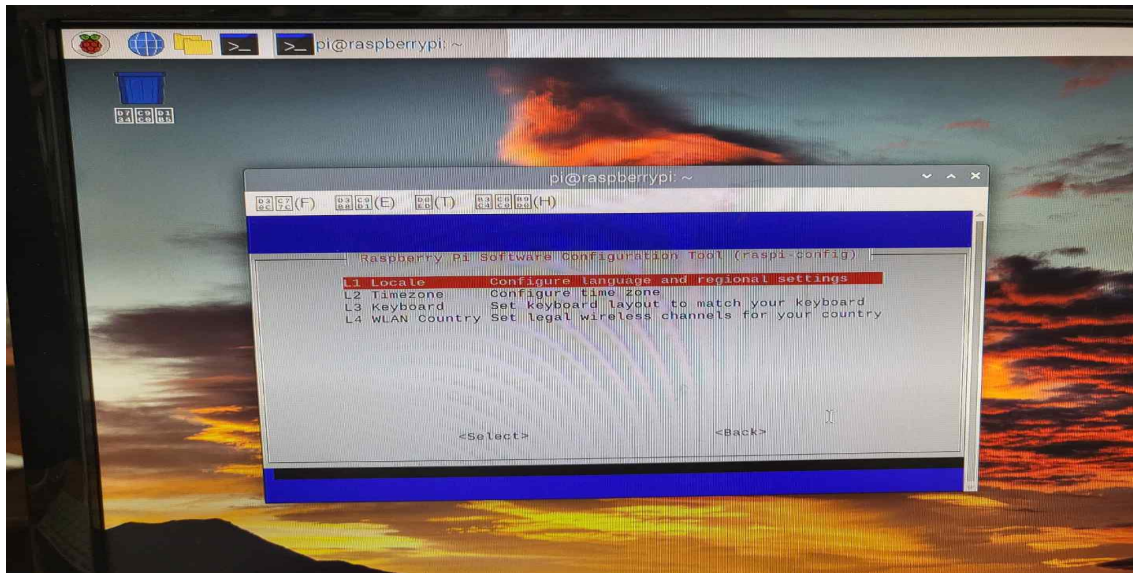 pi@raspberrypi: ~
pi@raspberrypi: ~
(F) (E) (T) (H)
Raspberry Pi Software Configuration Tool (raspi-config)
L1 Locale Configure language and regional settings
L2 Timezone Configure time zone
L3 Keyboard Set keyboard layout to match your keyboard
L4 WLAN Country Set legal wireless channels for your country
<Select> <Back>